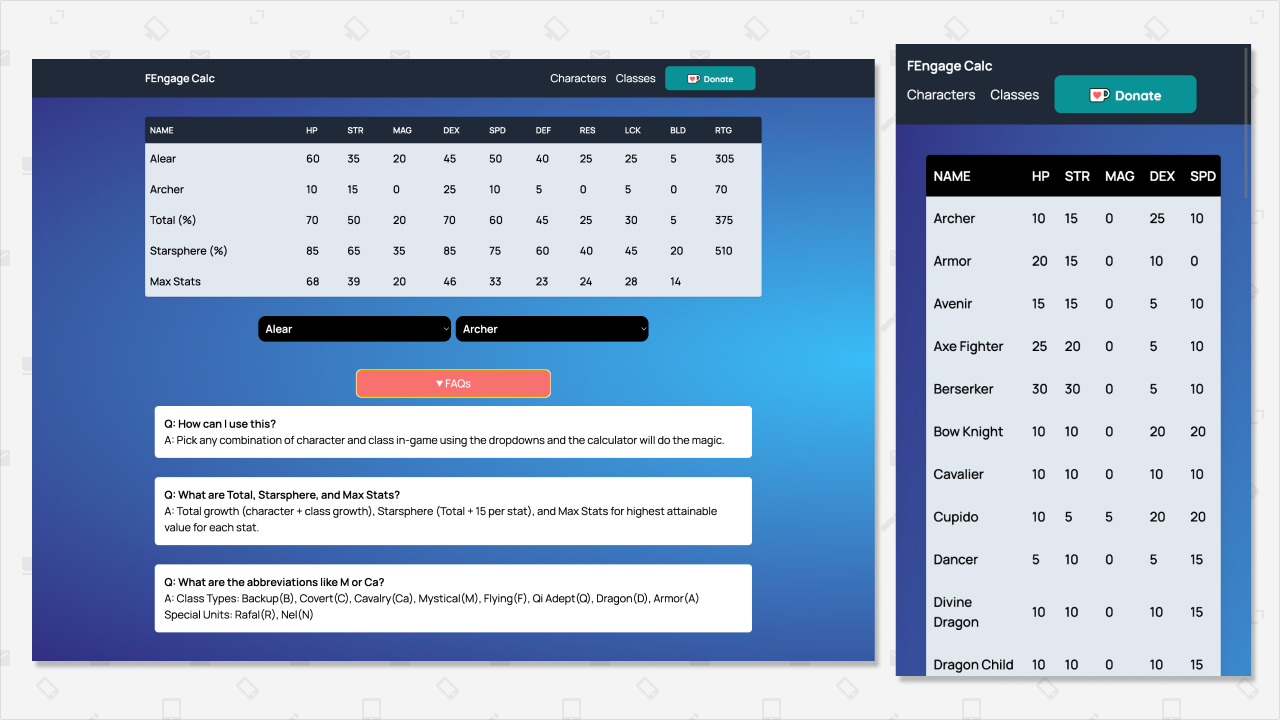 FEngage Calc
Characters Classes Donate
NAME HP STR MAG DEX SPD DEF RES LCK BLD RTG
Alear 60 35 20 45 50 40 25 25 5 305
Archer 10 15 0 25 10 5 0 5 0 70
Total (%) 70 50 20 70 60 45 25 30 5 375
Starsphere (%) 85 65 35 85 75 60 40 45 20 510
Max Stats 68 39 20 46 33 23 24 28 14
Alear Archer
▼ FAQs
Q: How can I use this?
A: Pick any combination of character and class in-game using the dropdowns and the calculator will do the magic.
Q: What are Total, Starsphere, and Max Stats?
A: Total growth (character + class growth), Starsphere (Total + 15 per stat), and Max Stats for highest attainable
value for each stat.
Q: What are the abbreviations like M or Ca?
A: Class Types: Backup(B), Covert(C), Cavalry(Ca), Mystical(M), Flying(F), Qi Adept(Q), Dragon(D), Armor(A)
Special Units: Rafal(R), Nel(N)
FEngage Calc
Characters Classes Donate
NAME HP STR MAG DEX SPD
Archer 10 15 0 25 10
Armor 20 15 0 10 0
Avenir 15 15 0 5 10
Axe Fighter 25 20 0 5 10
Berserker 30 30 0 5 10
Bow Knight 10 10 0 20 20
Cavalier 10 10 0 10 10
Cupido 10 5 5 20 20
Dancer 5 10 0 5 15
Divine
Dragon 10 10 0 10 15
Dragon Child 10 10 0 10 15